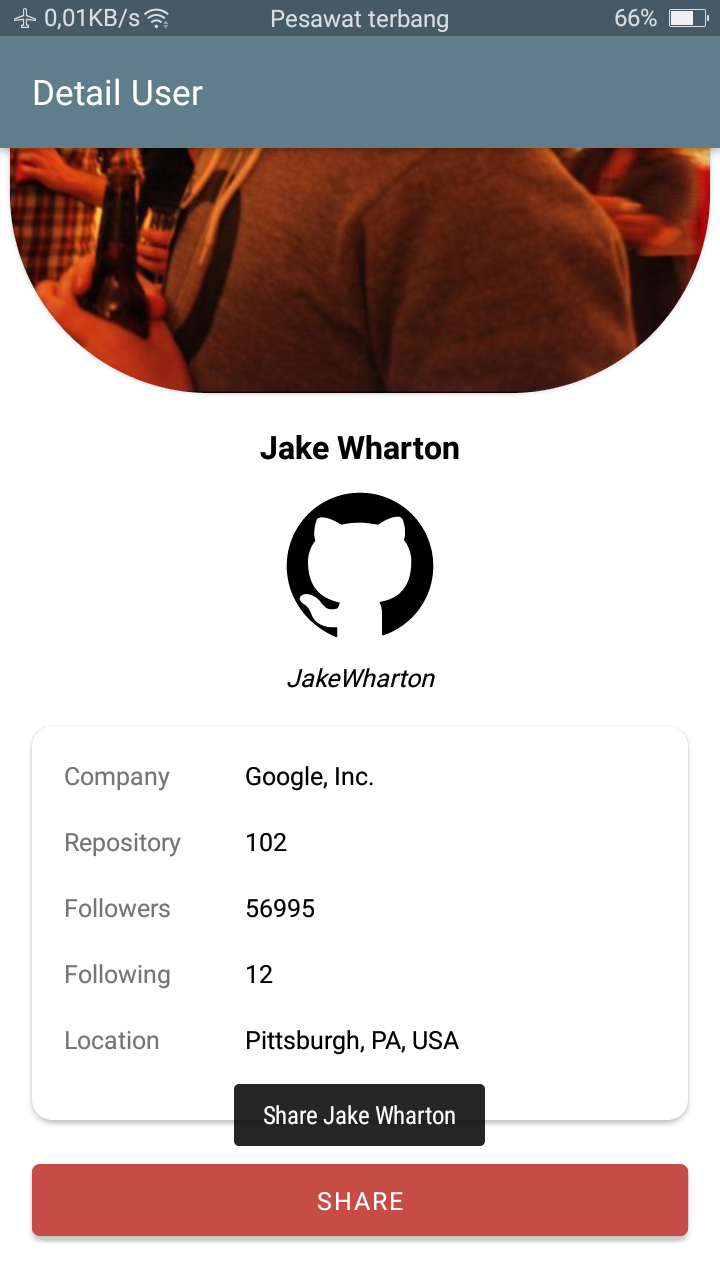 0,01KB/s Pesawat terbang 66%
Detail User
Jake Wharton
JakeWharton
Company Google, Inc.
Repository 102
Followers 56995
Following 12
Location Pittsburgh, PA, USA
Share Jake Wharton
SHARE